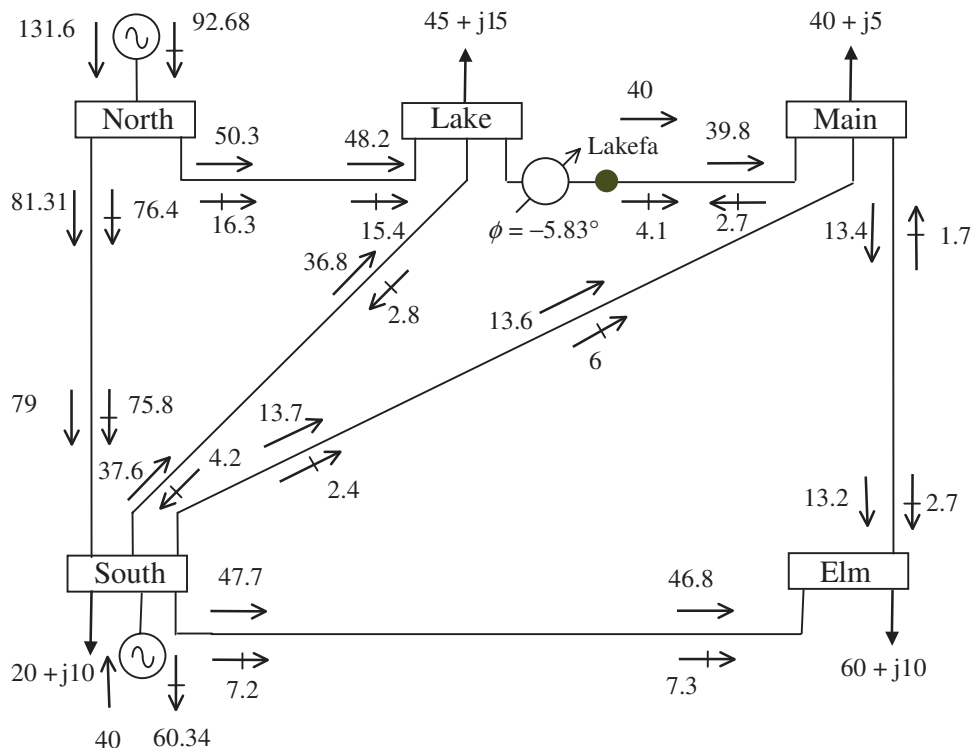 45 + j15
40 + j5
131.6
92.68
North
Lake
Main
40
50.3
48.2
Lakefa
39.8
81.31
76.4
16.3
15.4
ϕ = −5.83°
4.1
2.7
13.4
1.7
36.8
2.8
13.6
6
79
75.8
13.7
37.6
4.2
2.4
13.2
2.7
South
Elm
47.7
46.8
20 + j10
7.2
7.3
60 + j10
40
60.34